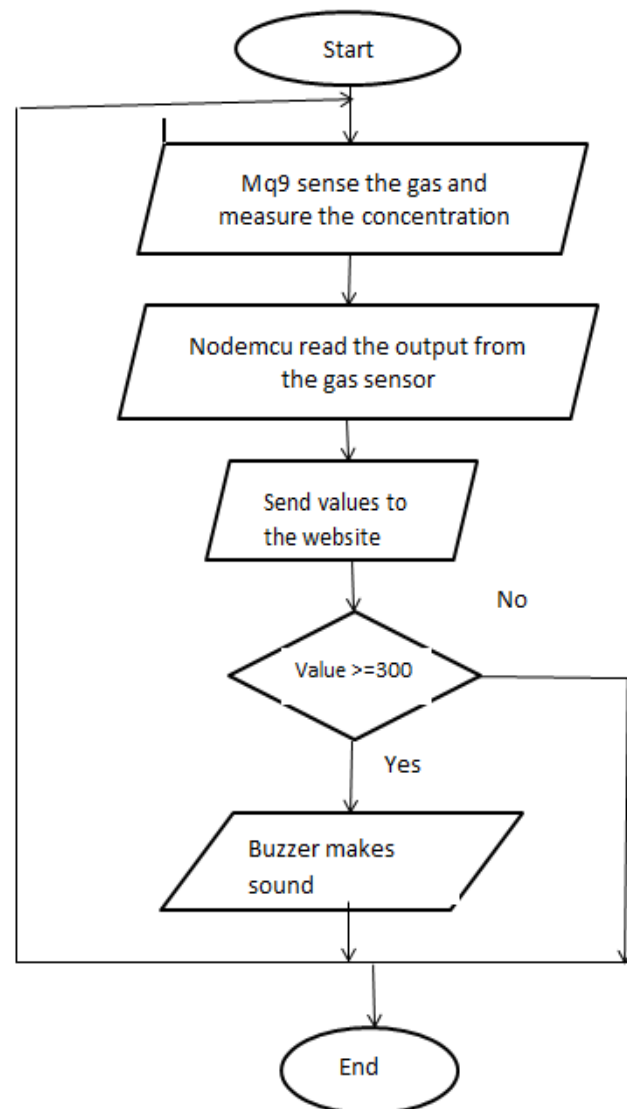 Start
Mq9 sense the gas and
measure the concentration
Nodemcu read the output from
the gas sensor
Send values to
the website
No
Value >=300
Yes
Buzzer makes
sound
End